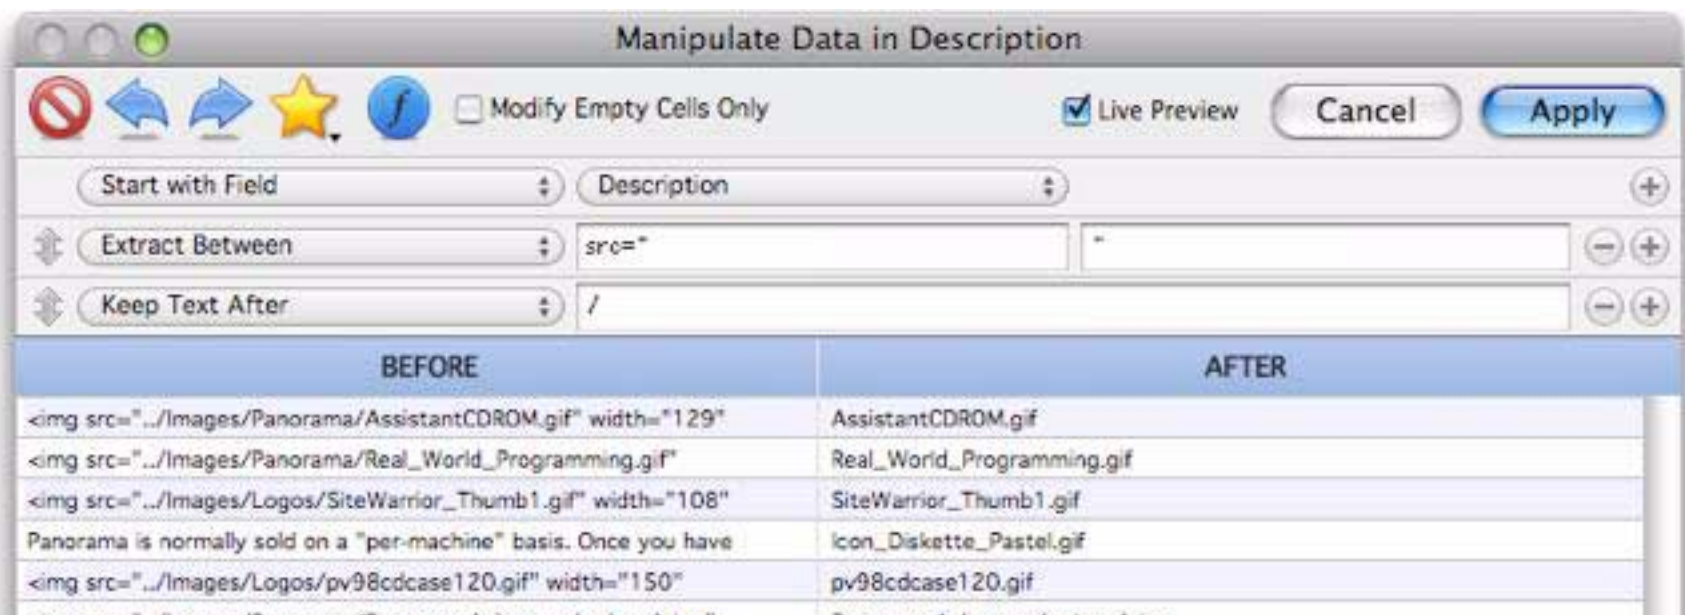 Manipulate Data in Description
Modify Empty Cells Only Live Preview Cancel Apply
Start with Field Description
Extract Between src=" "
Keep Text After /
BEFORE AFTER
<img src="../Images/Panorama/AssistantCDROM.gif" width="129" AssistantCDROM.gif
<img src="../Images/Panorama/Real_World_Programming.gif" Real_World_Programming.gif
<img src="../Images/Logos/SiteWarrior_Thumb1.gif" width="108" SiteWarrior_Thumb1.gif
Panorama is normally sold on a "per-machine" basis. Once you have Icon_Diskette_Pastel.gif
<img src="../Images/Logos/pv98cdcase120.gif" width="150" pv98cdcase120.gif